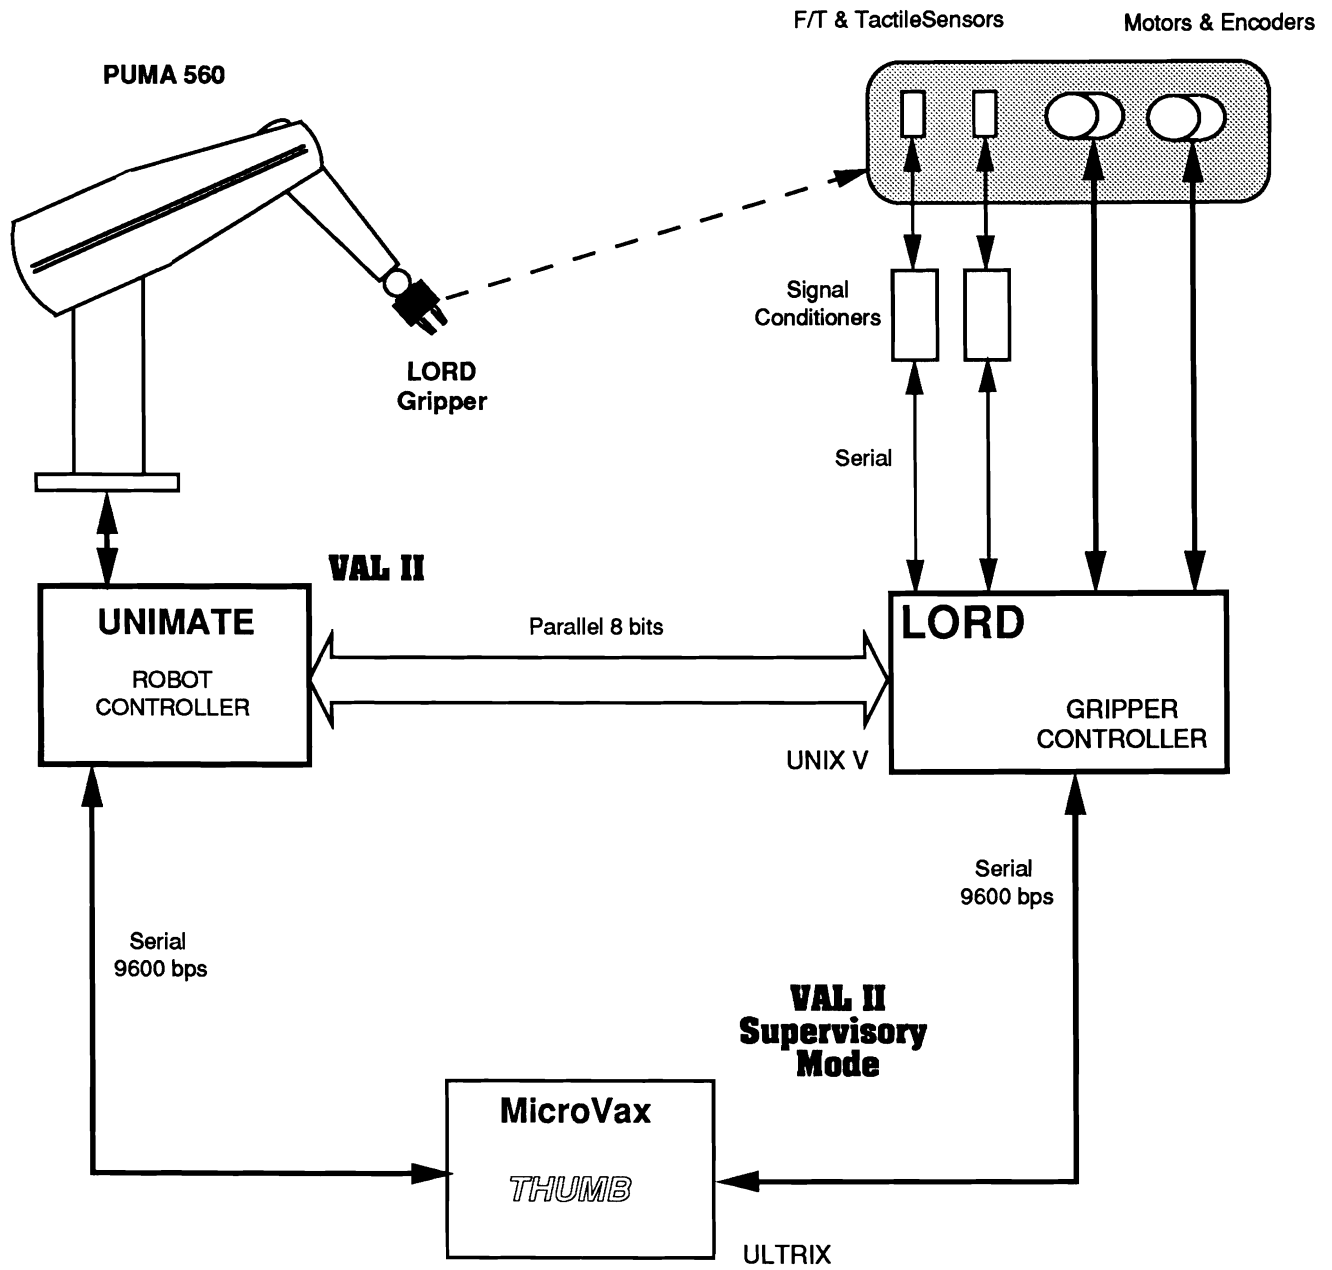 F/T & TactileSensors
Motors & Encoders
PUMA 560
Signal
Conditioners
LORD
Gripper
Serial
VAL II
UNIMATE
ROBOT
CONTROLLER
Parallel 8 bits
LORD
GRIPPER
CONTROLLER
UNIX V
Serial
9600 bps
Serial
9600 bps
VAL II
Supervisory
Mode
MicroVax
THUMB
ULTRIX